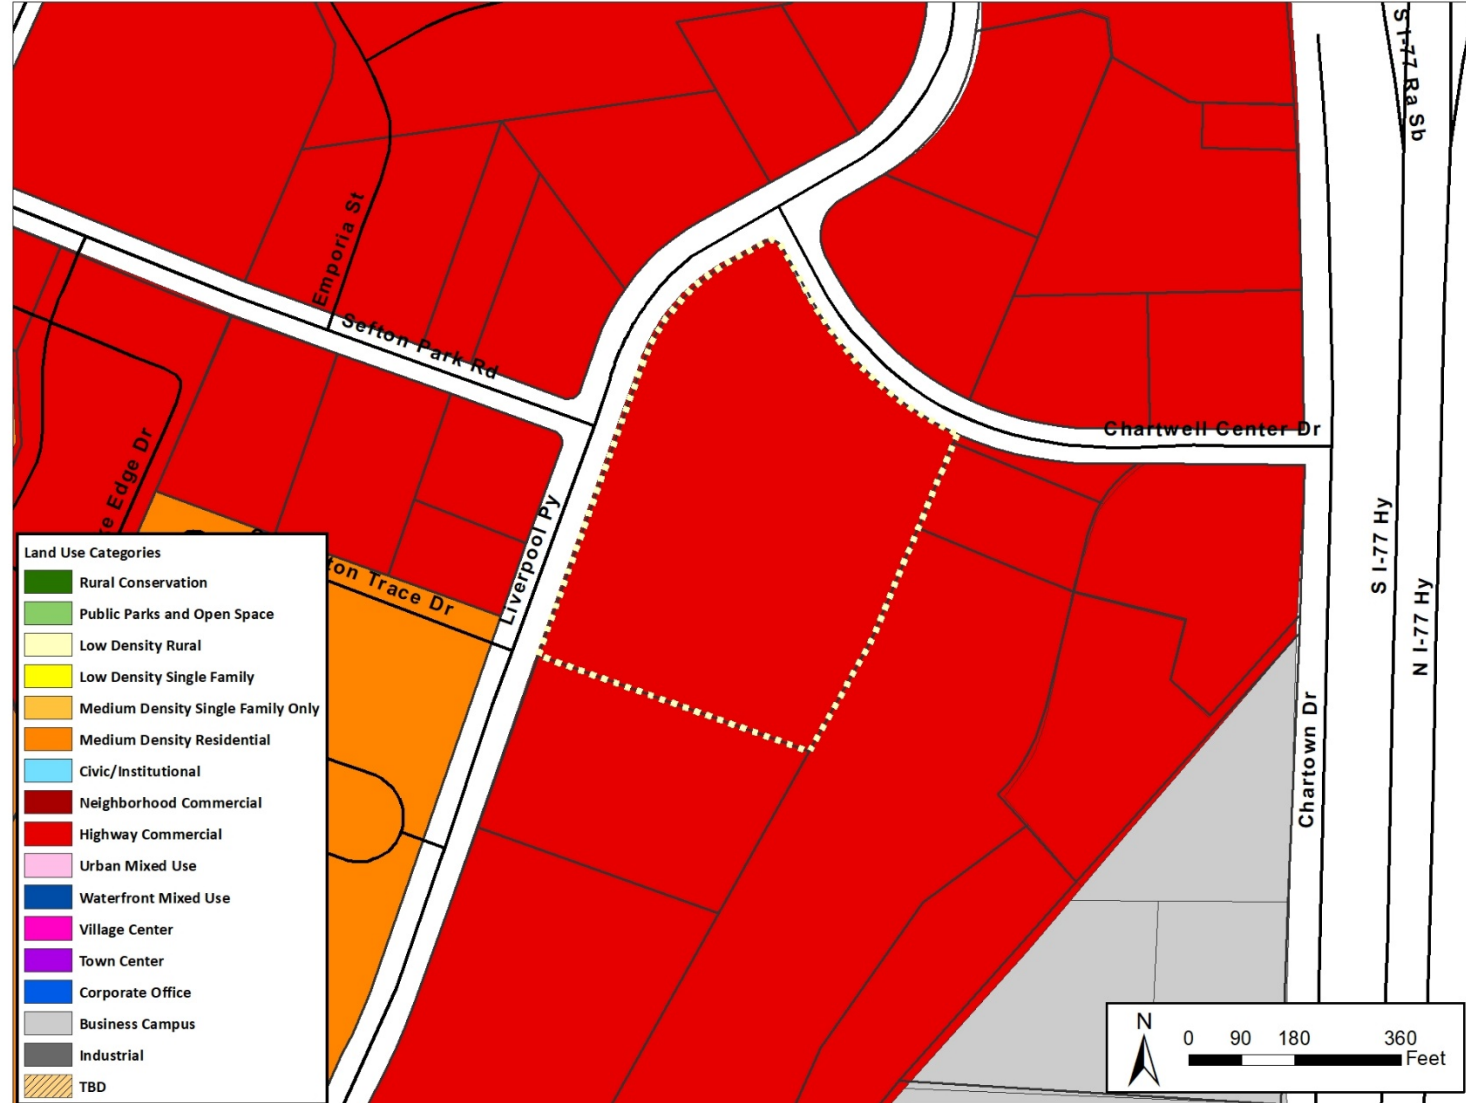 S I-77 Ra Sb
Emporia St
Sefton Park Rd
Chartwell Center Dr
Edge Dr
Liverpool Py
Trace Dr
S I-77 Hy
N I-77 Hy
Chartown Dr
Land Use Categories
Rural Conservation
Public Parks and Open Space
Low Density Rural
Low Density Single Family
Medium Density Single Family Only
Medium Density Residential
Civic/Institutional
Neighborhood Commercial
Highway Commercial
Urban Mixed Use
Waterfront Mixed Use
Village Center
Town Center
Corporate Office
Business Campus
Industrial
TBD
N
0 90 180 360
Feet